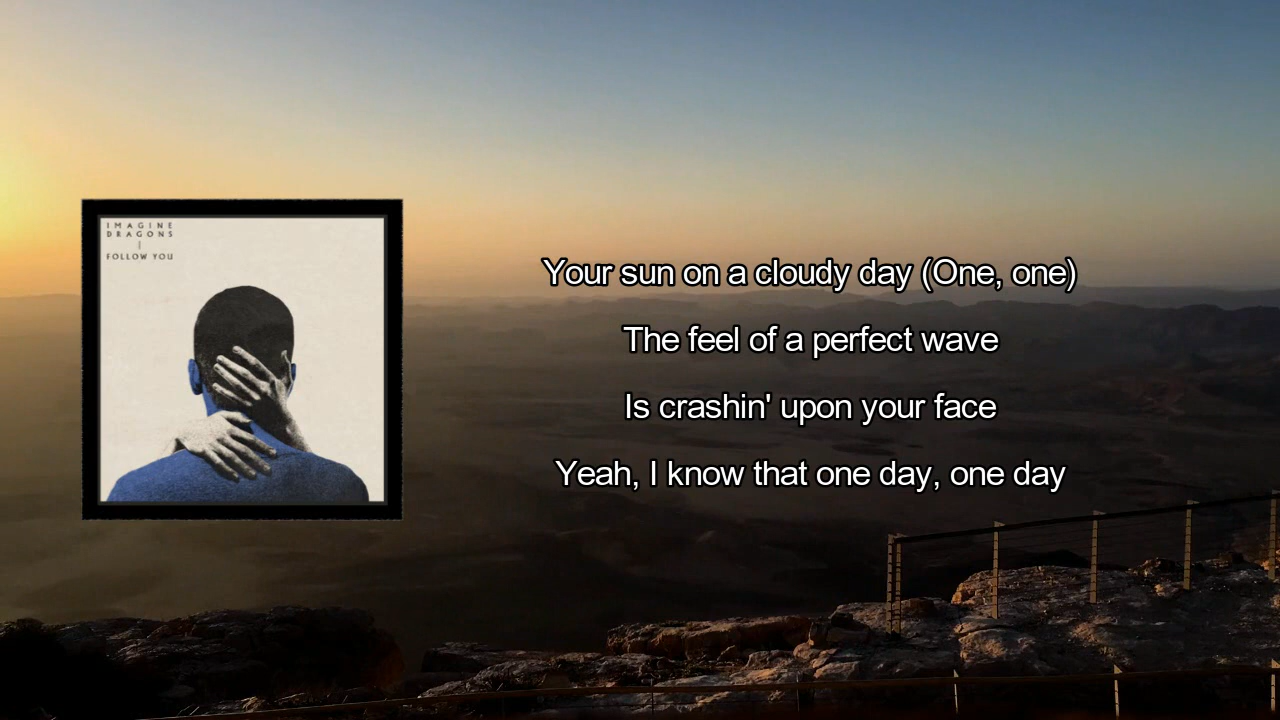 IMAGINE
DRAGONS
|
FOLLOW YOU
Your sun on a cloudy day (One, one)
The feel of a perfect wave
Is crashin' upon your face
Yeah, I know that one day, one day